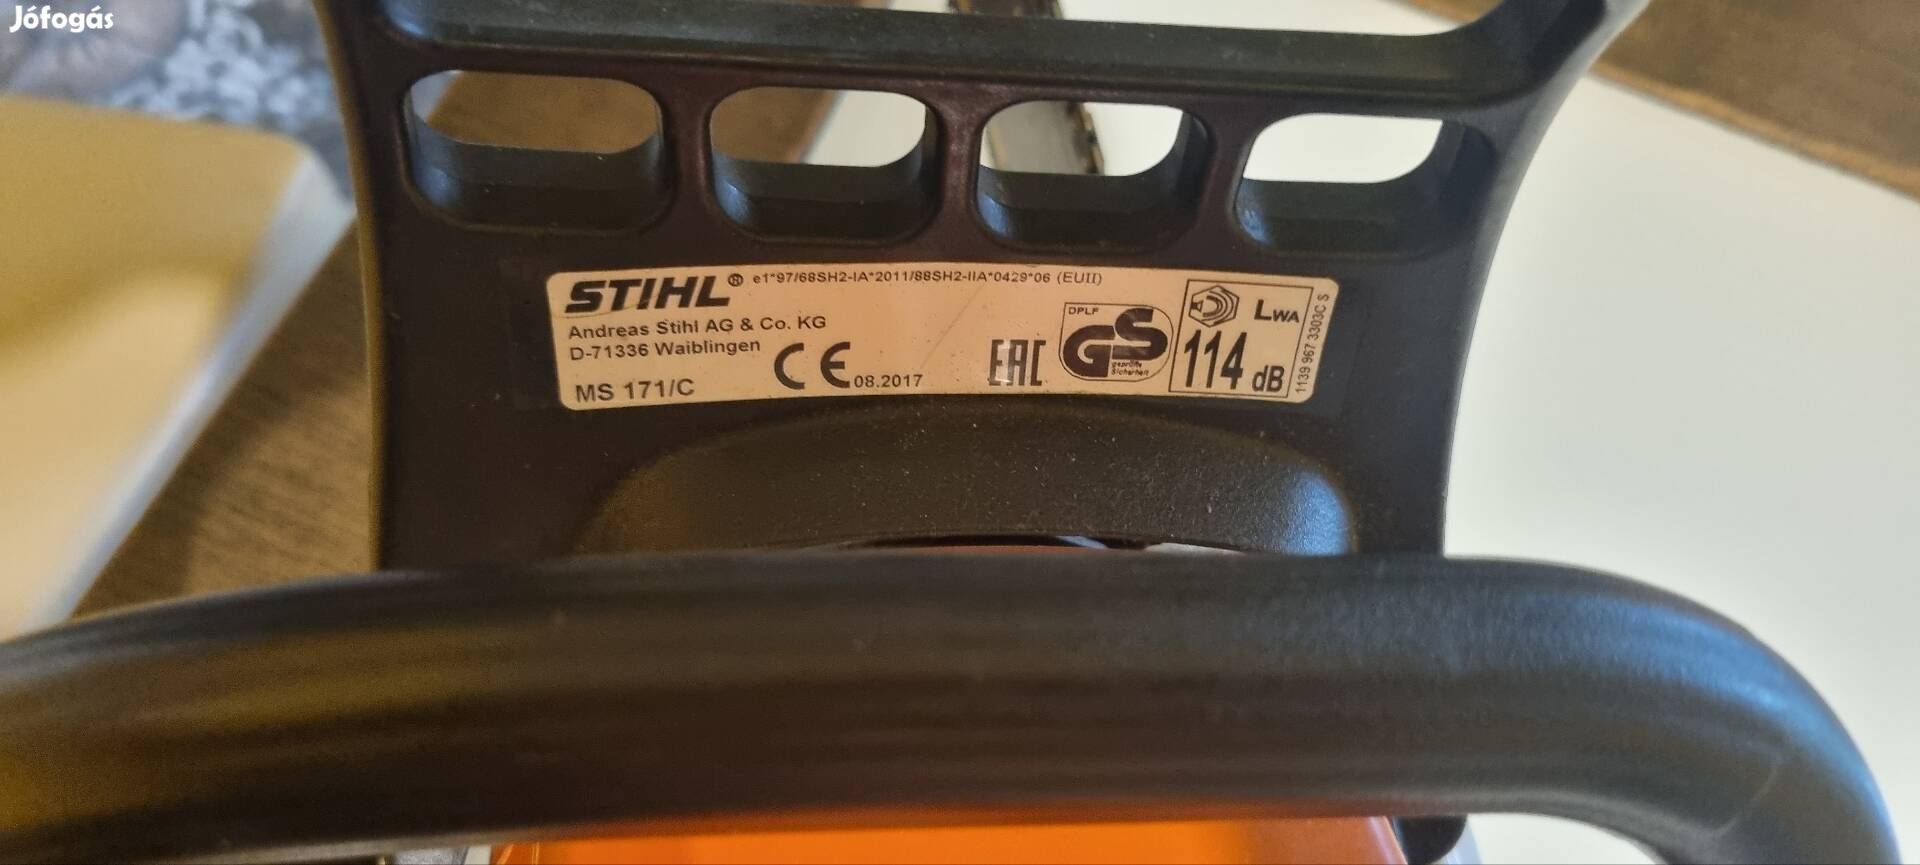 Jófogás
STIHL® e1*97/68SH2-IA*2011/88SH2-IIA*0429*06 (EUII)
Andreas Stihl AG & Co. KG
D-71336 Waiblingen
MS 171/C
CE 08.2017
EAC
DPLF
GS
geprüfte
Sicherheit
LWA
114 dB
1139 967 3303C S